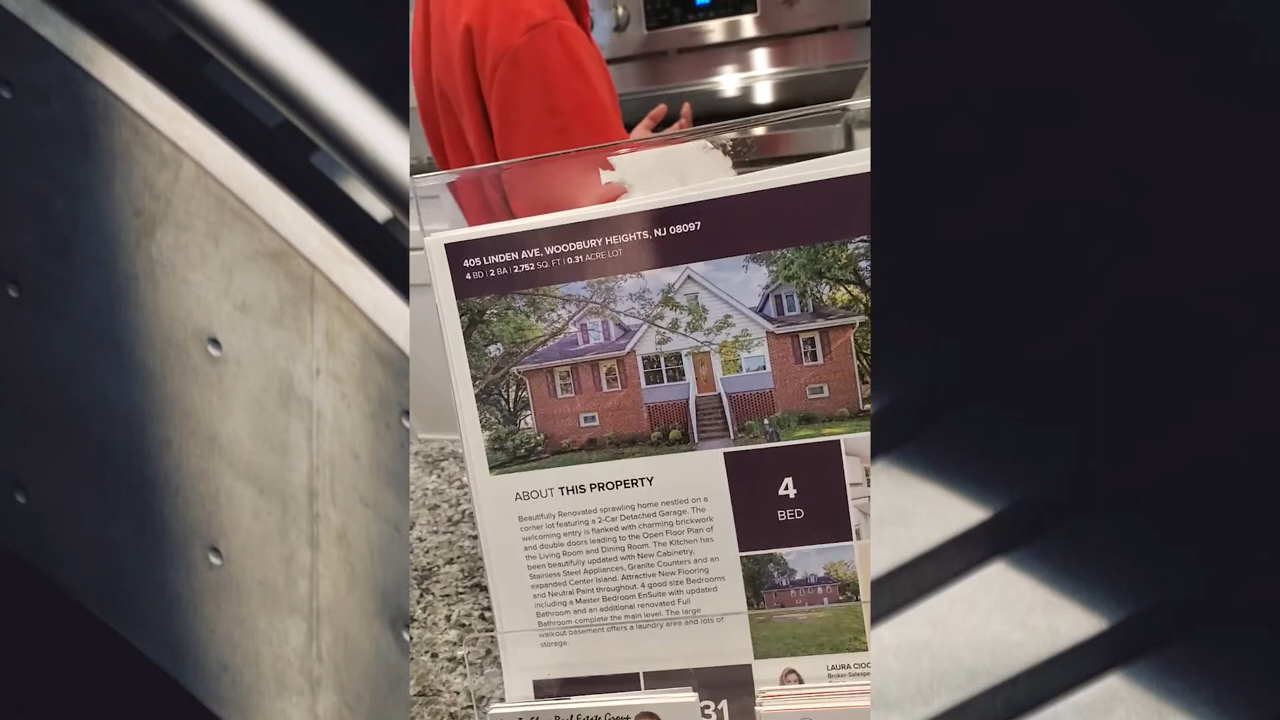 405 LINDEN AVE, WOODBURY HEIGHTS, NJ 08097
4 BD | 2 BA | 2,752 SQ. FT | 0.31 ACRE LOT
ABOUT THIS PROPERTY
Beautifully Renovated sprawling home nestled on a
corner lot featuring a 2-Car Detached Garage. The
welcoming entry is flanked with charming brickwork
and double doors leading to the Open Floor Plan of
the Living Room and Dining Room. The Kitchen has
been beautifully updated with New Cabinetry,
Stainless Steel Appliances, Granite Counters and an
expanded Center Island. Attractive New Flooring
and Neutral Paint throughout. 4 good size Bedrooms
including a Master Bedroom EnSuite with updated
Bathroom and an additional renovated Full
Bathroom complete the main level. The large
walkout basement offers a laundry area and lots of
storage.
4
BED
LAURA CIOC
Broker-Salespe
31
Real Estate Group